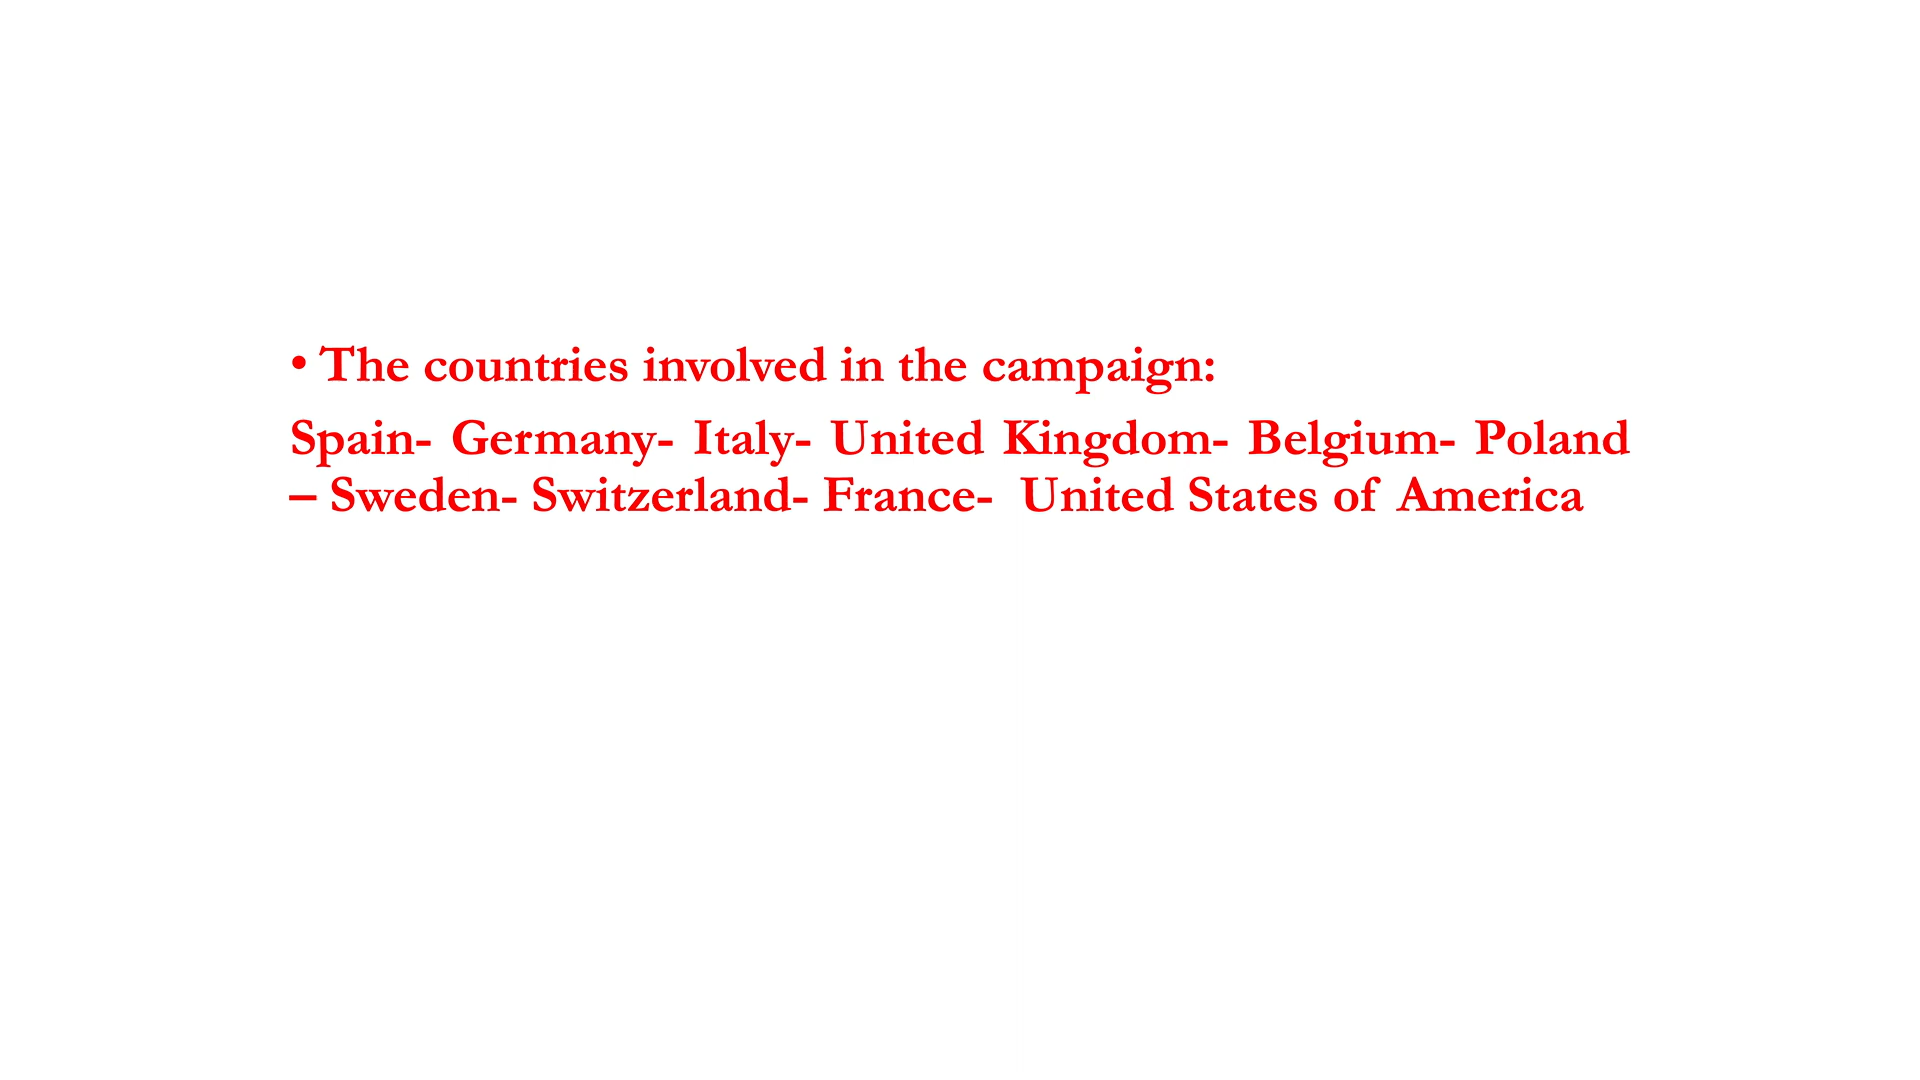 • The countries involved in the campaign:
Spain- Germany- Italy- United Kingdom- Belgium- Poland
– Sweden- Switzerland- France-  United States of America